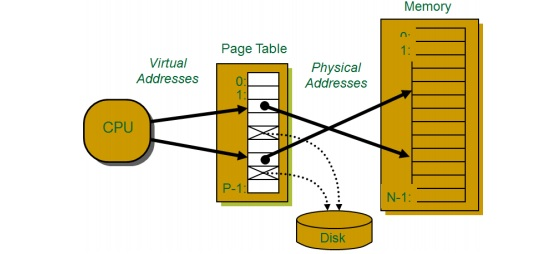 Memory
0:
1:
Page Table
Virtual
Addresses
Physical
Addresses
0:
1:
CPU
P-1:
N-1:
Disk